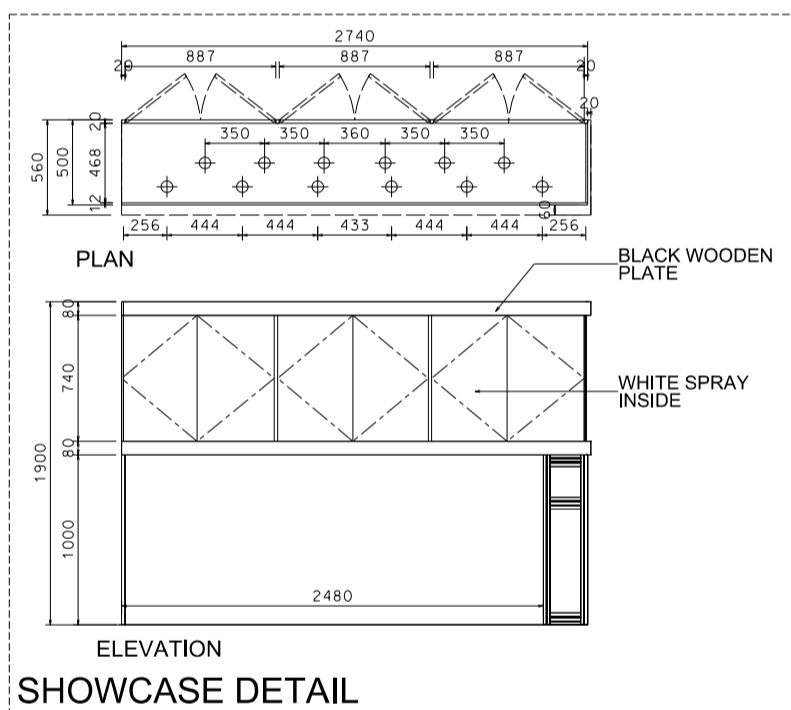 2740
20 887 887 887 20
20
20 350 350 360 350 350
560 500 468
12 60
256 444 444 433 444 444 256
PLAN
BLACK WOODEN
PLATE
80
740
WHITE SPRAY
INSIDE
80
1900
1000
2480
ELEVATION
SHOWCASE DETAIL